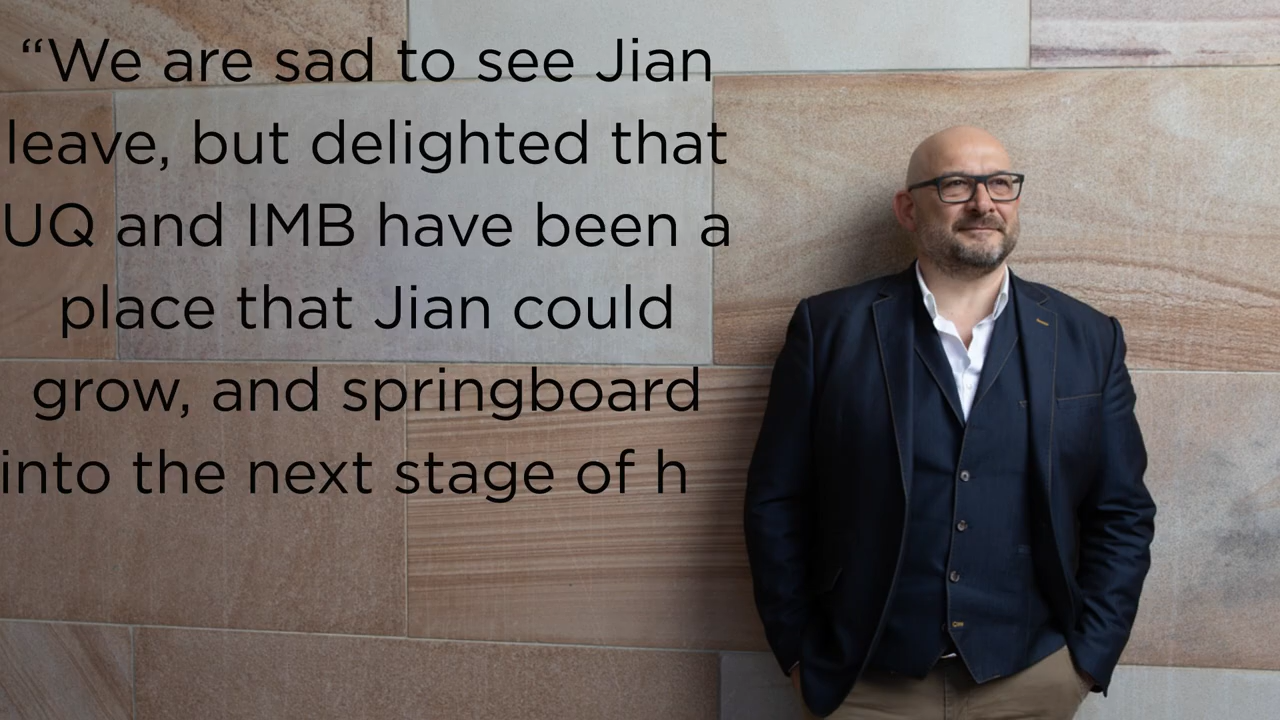 “We are sad to see Jian
leave, but delighted that
UQ and IMB have been a
place that Jian could
grow, and springboard
into the next stage of h